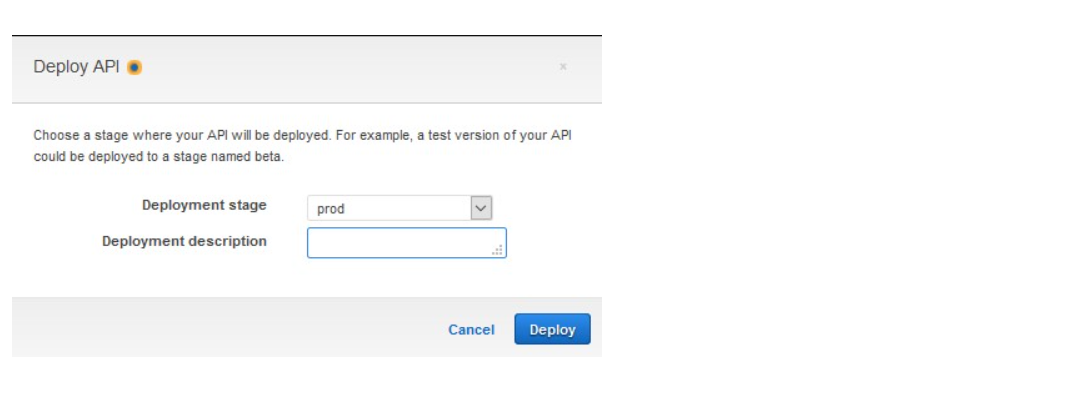 Deploy API
x
Choose a stage where your API will be deployed. For example, a test version of your API
could be deployed to a stage named beta.
Deployment stage prod
Deployment description
Cancel Deploy